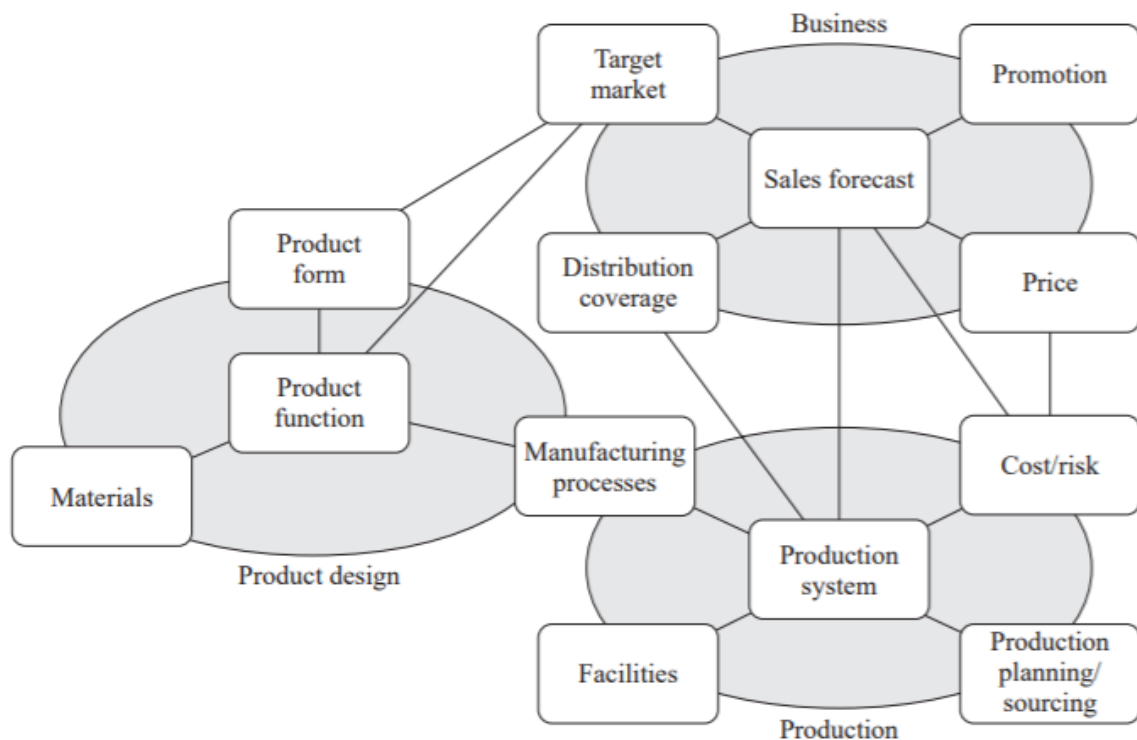 Business
Target
market
Promotion
Sales forecast
Product
form
Distribution
coverage
Price
Product
function
Manufacturing
processes
Cost/risk
Materials
Product design
Production
system
Facilities
Production
planning/
sourcing
Production